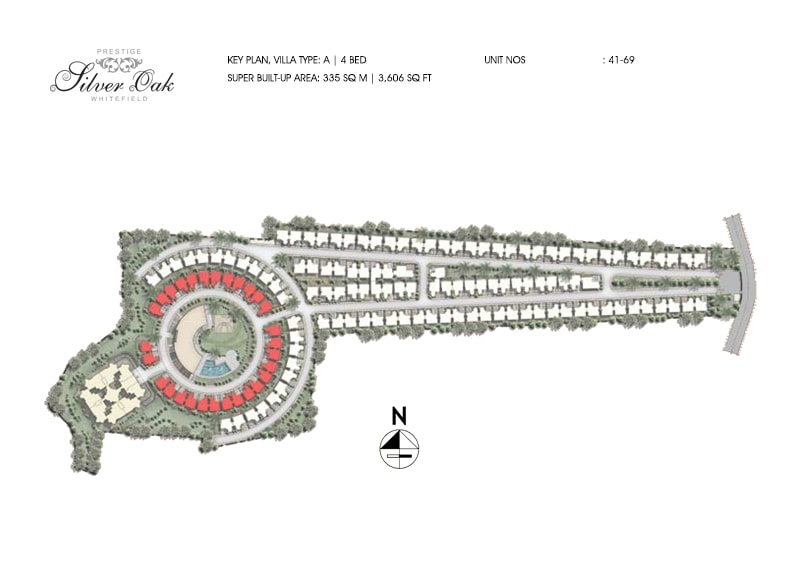 PRESTIGE
Silver Oak
WHITEFIELD
KEY PLAN, VILLA TYPE: A | 4 BED
SUPER BUILT-UP AREA: 335 SQ M | 3,606 SQ FT
UNIT NOS : 41-69
N